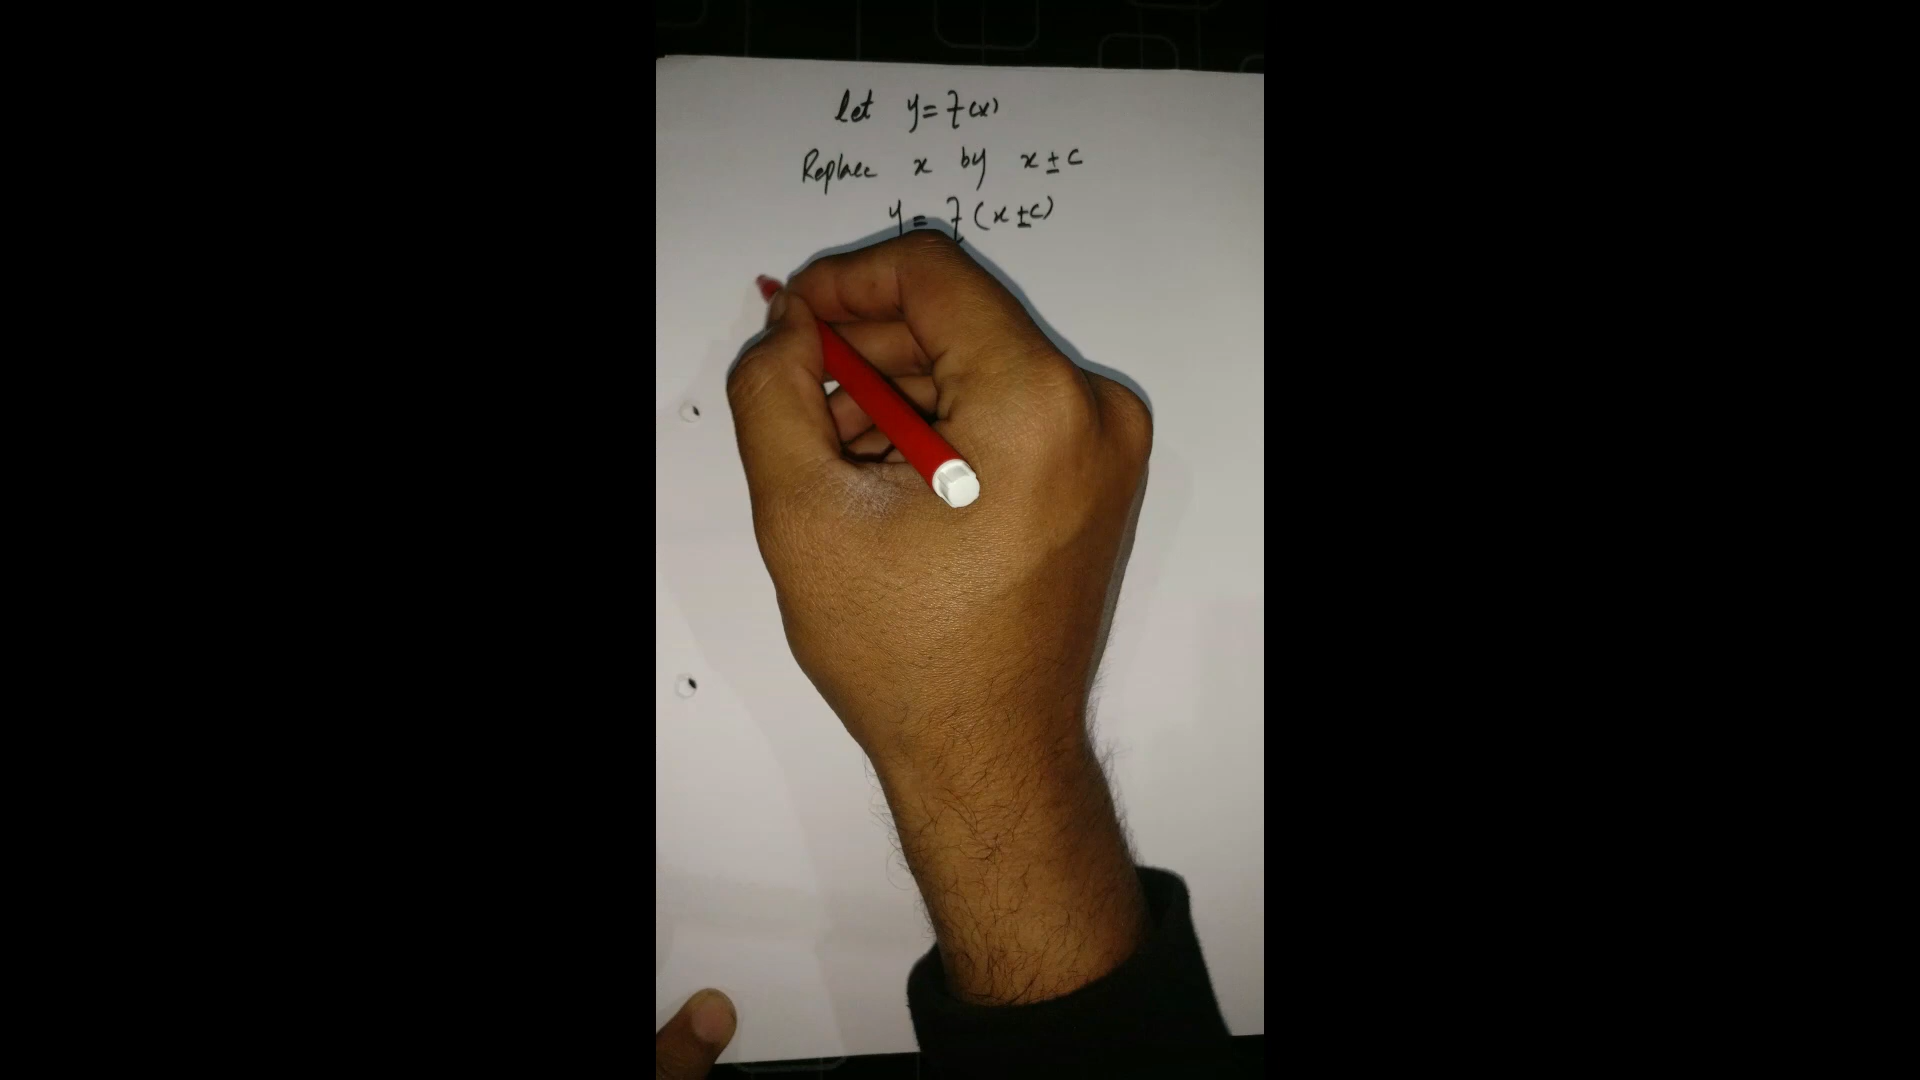 let y = f(x)
Replace x by x ± c
y = f(x ± c)